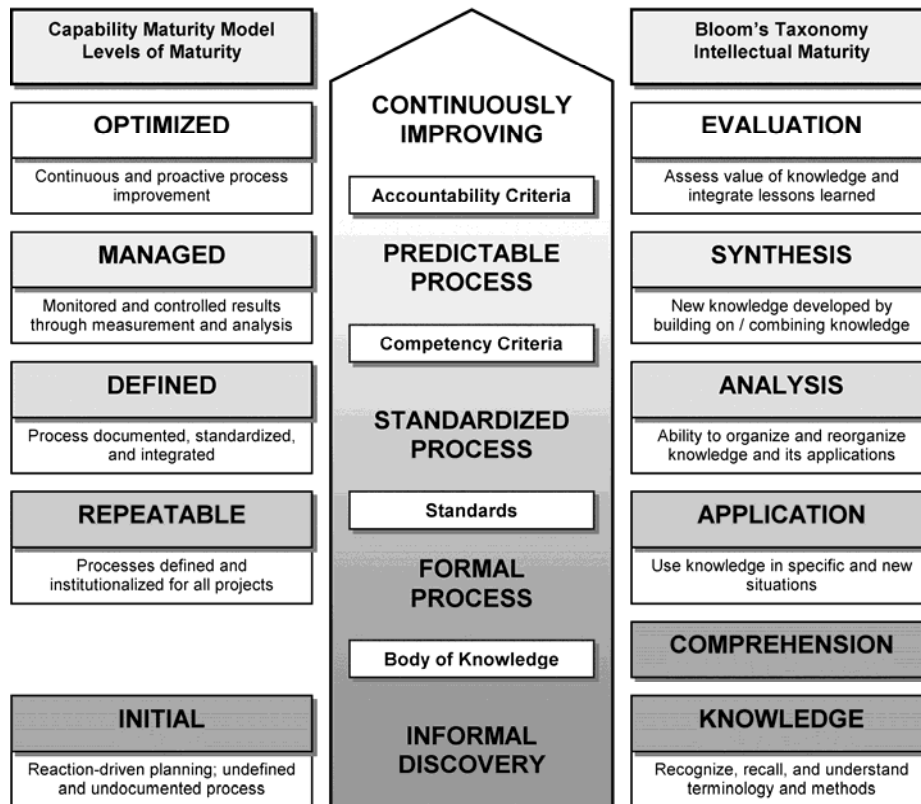 Capability Maturity Model
Levels of Maturity
OPTIMIZED
Continuous and proactive process
improvement
MANAGED
Monitored and controlled results
through measurement and analysis
DEFINED
Process documented, standardized,
and integrated
REPEATABLE
Processes defined and
institutionalized for all projects
INITIAL
Reaction-driven planning; undefined
and undocumented process
CONTINUOUSLY
IMPROVING
Accountability Criteria
PREDICTABLE
PROCESS
Competency Criteria
STANDARDIZED
PROCESS
Standards
FORMAL
PROCESS
Body of Knowledge
INFORMAL
DISCOVERY
Bloom's Taxonomy
Intellectual Maturity
EVALUATION
Assess value of knowledge and
integrate lessons learned
SYNTHESIS
New knowledge developed by
building on / combining knowledge
ANALYSIS
Ability to organize and reorganize
knowledge and its applications
APPLICATION
Use knowledge in specific and new
situations
COMPREHENSION
KNOWLEDGE
Recognize, recall, and understand
terminology and methods